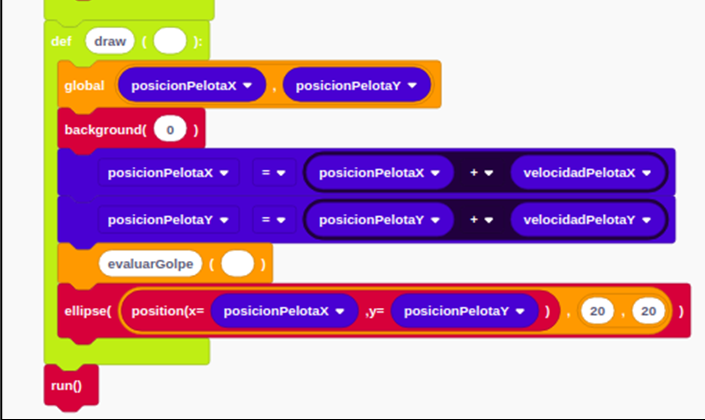 def draw ( ):
global posicionPelotaX , posicionPelotaY
background( 0 )
posicionPelotaX = posicionPelotaX + velocidadPelotaX
posicionPelotaY = posicionPelotaY + velocidadPelotaY
evaluarGolpe ( )
ellipse( position(x= posicionPelotaX ,y= posicionPelotaY ) , 20 , 20 )
run()